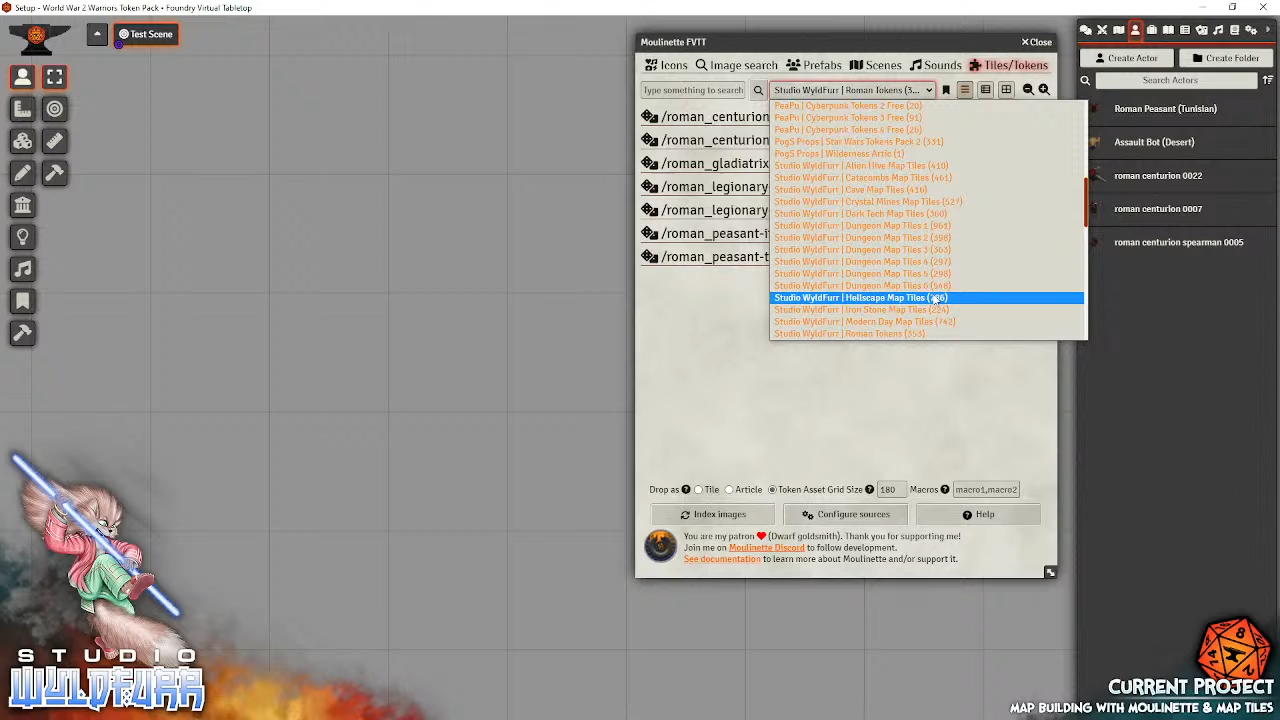 Setup - World War 2 Warriors Token Pack - Foundry Virtual Tabletop
Test Scene
Moulinette FVTT
Close
Icons Image search Prefabs Scenes Sounds Tiles/Tokens
Type something to search
Studio WyldFurr | Roman Tokens (3...
/roman_centurion
/roman_centurion
/roman_gladiatrix
/roman_legionary
/roman_legionary
/roman_peasant-i
/roman_peasant-t
PeaPu | Cyberpunk Tokens 2 Free (20)
PeaPu | Cyberpunk Tokens 3 Free (91)
PeaPu | Cyberpunk Tokens 4 Free (26)
PogS Props | Star Wars Tokens Pack 2 (331)
PogS Props | Wilderness Artic (1)
Studio WyldFurr | Alien Hive Map Tiles (410)
Studio WyldFurr | Catacombs Map Tiles (461)
Studio WyldFurr | Cave Map Tiles (416)
Studio WyldFurr | Crystal Mines Map Tiles (527)
Studio WyldFurr | Dark Tech Map Tiles (360)
Studio WyldFurr | Dungeon Map Tiles 1 (961)
Studio WyldFurr | Dungeon Map Tiles 2 (398)
Studio WyldFurr | Dungeon Map Tiles 3 (363)
Studio WyldFurr | Dungeon Map Tiles 4 (297)
Studio WyldFurr | Dungeon Map Tiles 5 (298)
Studio WyldFurr | Dungeon Map Tiles 6 (548)
Studio WyldFurr | Hellscape Map Tiles
Studio WyldFurr | Iron Stone Map Tiles (224)
Studio WyldFurr | Modern Day Map Tiles (742)
Studio WyldFurr | Roman Tokens (353)
Drop as Tile Article Token Asset Grid Size 180 Macros macro1,macro2
Index images Configure sources Help
You are my patron (Dwarf goldsmith). Thank you for supporting me!
Join me on Moulinette Discord to follow development.
See documentation to learn more about Moulinette and/or support it.
Create Actor Create Folder
Search Actors
Roman Peasant (Tunisian)
Assault Bot (Desert)
roman centurion 0022
roman centurion 0007
roman centurion spearman 0005
STUDIO
WYLDFURR
CURRENT PROJECT
MAP BUILDING WITH MOULINETTE & MAP TILES